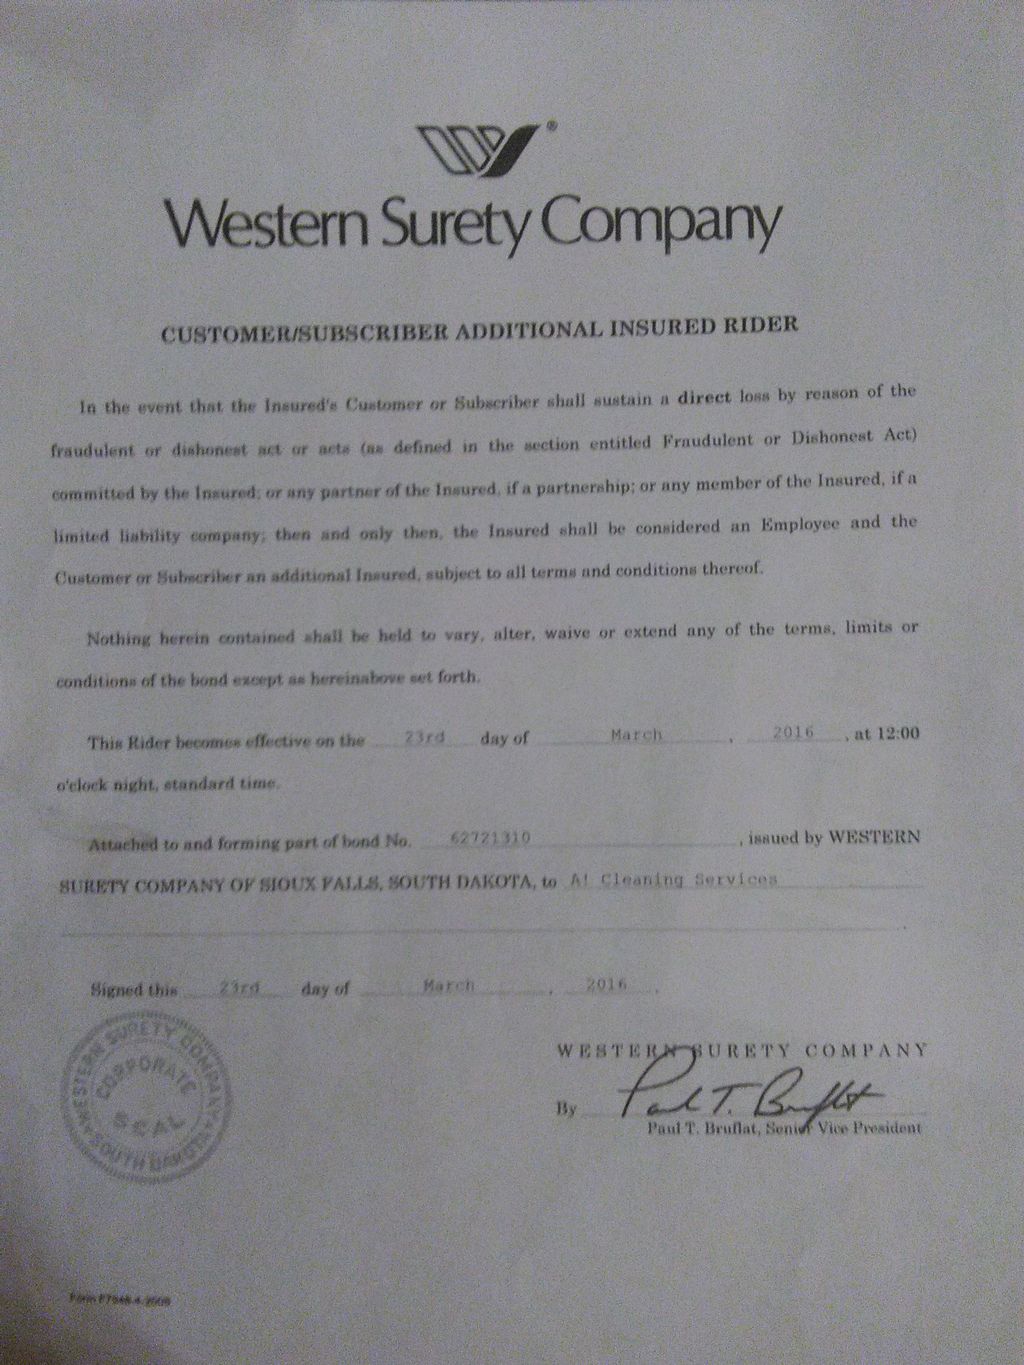 Western Surety Company
CUSTOMER/SUBSCRIBER ADDITIONAL INSURED RIDER
In the event that the Insured's Customer or Subscriber shall sustain a direct loss by reason of the
fraudulent or dishonest act or acts (as defined in the section entitled Fraudulent or Dishonest Act)
committed by the Insured; or any partner of the Insured, if a partnership; or any member of the Insured, if a
limited liability company; then and only then, the Insured shall be considered an Employee and the
Customer or Subscriber an additional Insured, subject to all terms and conditions thereof.
Nothing herein contained shall be held to vary, alter, waive or extend any of the terms, limits or
conditions of the bond except as hereinabove set forth.
This Rider becomes effective on the 23rd day of March, 2016, at 12:00
o'clock night, standard time.
Attached to and forming part of bond No. 62721310, issued by WESTERN
SURETY COMPANY OF SIOUX FALLS, SOUTH DAKOTA, to A! Cleaning Services
Signed this 23rd day of March, 2016.
WESTERN SURETY COMPANY
By Paul T. Bruflat
Paul T. Bruflat, Senior Vice President
WESTERN SURETY COMPANY
CORPORATE
SEAL
SOUTH DAKOTA
Form